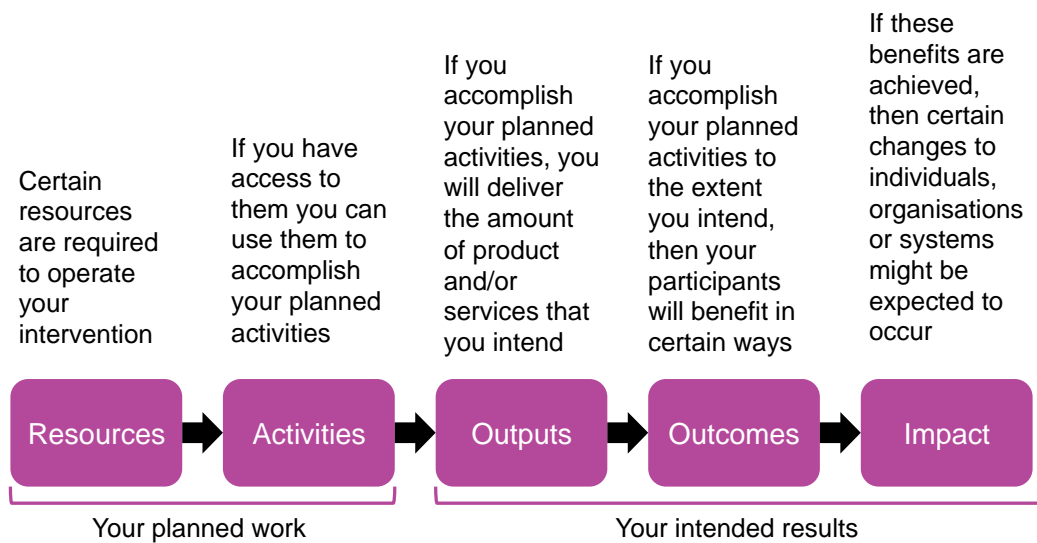 Certain
resources
are required
to operate
your
intervention
If you have
access to
them you can
use them to
accomplish
your planned
activities
If you
accomplish
your planned
activities, you
will deliver
the amount
of product
and/or
services that
you intend
If you
accomplish
your planned
activities to
the extent
you intend,
then your
participants
will benefit in
certain ways
If these
benefits are
achieved,
then certain
changes to
individuals,
organisations
or systems
might be
expected to
occur
Resources
Activities
Outputs
Outcomes
Impact
Your planned work
Your intended results